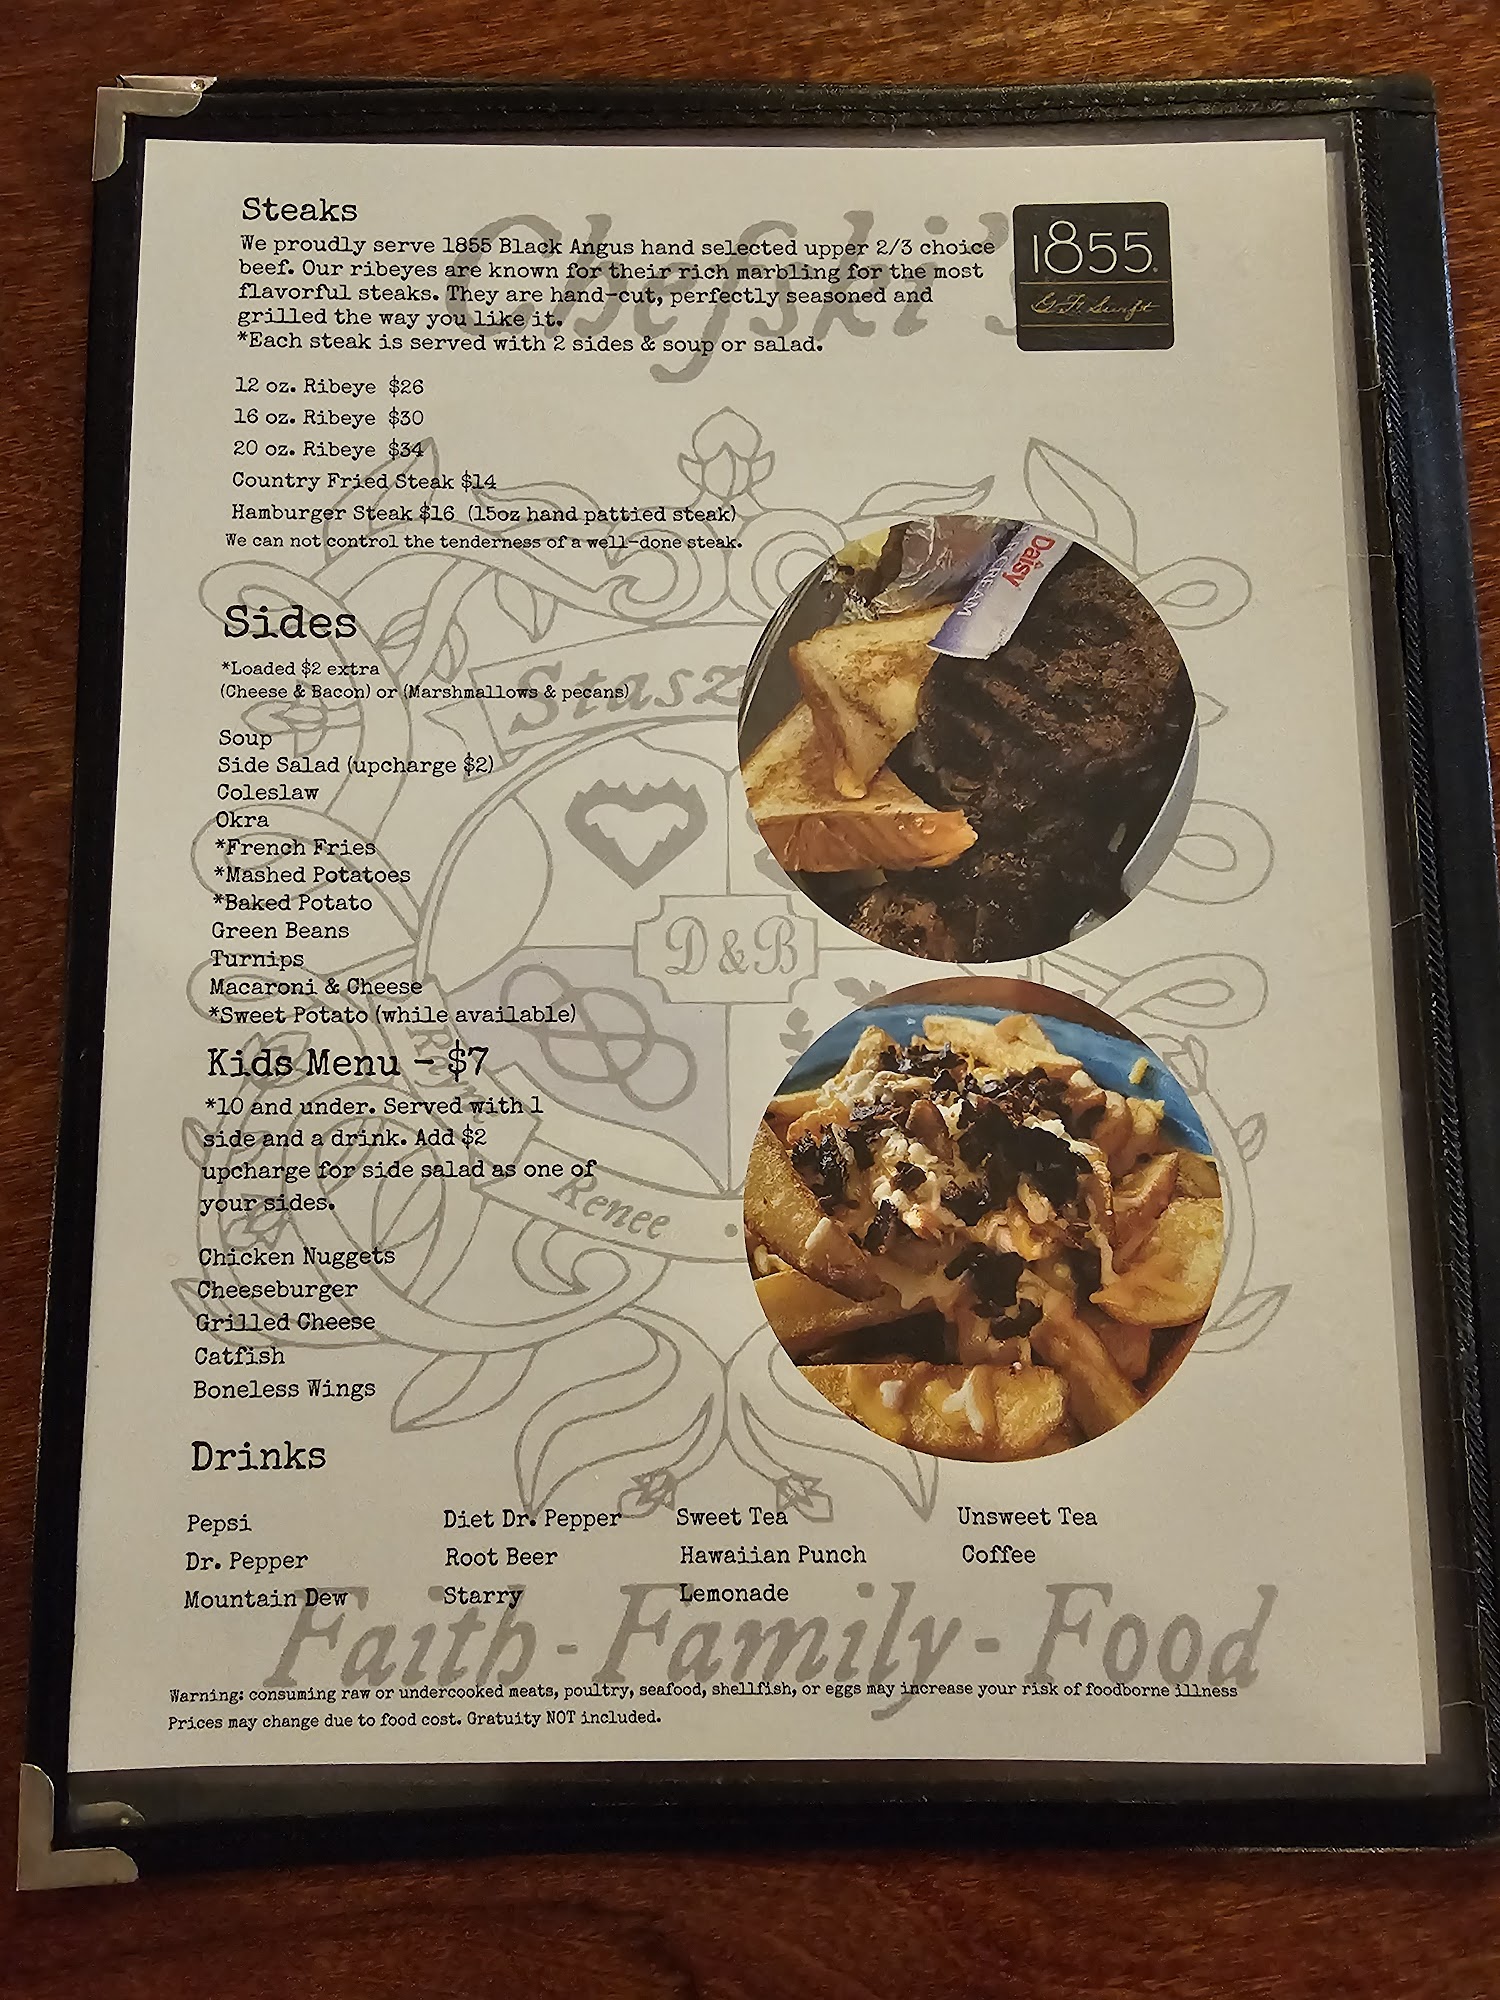 Steaks
We proudly serve 1855 Black Angus hand selected upper 2/3 choice
beef. Our ribeyes are known for their rich marbling for the most
flavorful steaks. They are hand-cut, perfectly seasoned and
grilled the way you like it.
*Each steak is served with 2 sides & soup or salad.
Chefski's
1855
G. F. Swift
12 oz. Ribeye $26
16 oz. Ribeye $30
20 oz. Ribeye $34
Country Fried Steak $14
Hamburger Steak $16 (15oz hand pattied steak)
We can not control the tenderness of a well-done steak.
Daisy
CREAM
Sides
*Loaded $2 extra
(Cheese & Bacon) or (Marshmallows & pecans)
Soup
Side Salad (upcharge $2)
Coleslaw
Okra
*French Fries
*Mashed Potatoes
*Baked Potato
Green Beans
Turnips
Macaroni & Cheese
*Sweet Potato (while available)
D & B
Kids Menu - $7
*10 and under. Served with 1
side and a drink. Add $2
upcharge for side salad as one of
your sides.
Renee
Chicken Nuggets
Cheeseburger
Grilled Cheese
Catfish
Boneless Wings
Drinks
Pepsi Diet Dr. Pepper Sweet Tea Unsweet Tea
Dr. Pepper Root Beer Hawaiian Punch Coffee
Mountain Dew Starry Lemonade
Faith - Family - Food
Warning: consuming raw or undercooked meats, poultry, seafood, shellfish, or eggs may increase your risk of foodborne illness
Prices may change due to food cost. Gratuity NOT included.